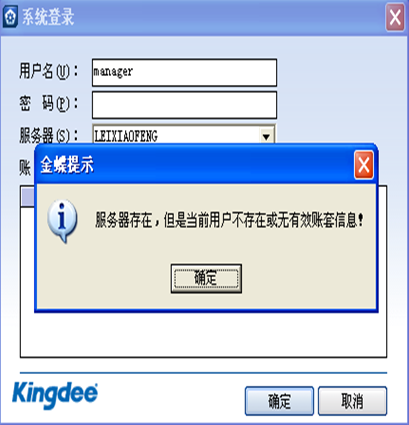 系统登录
用户名(U)：
manager
密 码(P)：
服务器(S)：
LEIXIAOFENG
账
金蝶提示
服务器存在，但是当前用户不存在或无有效账套信息！
确定
Kingdee
确定
取消